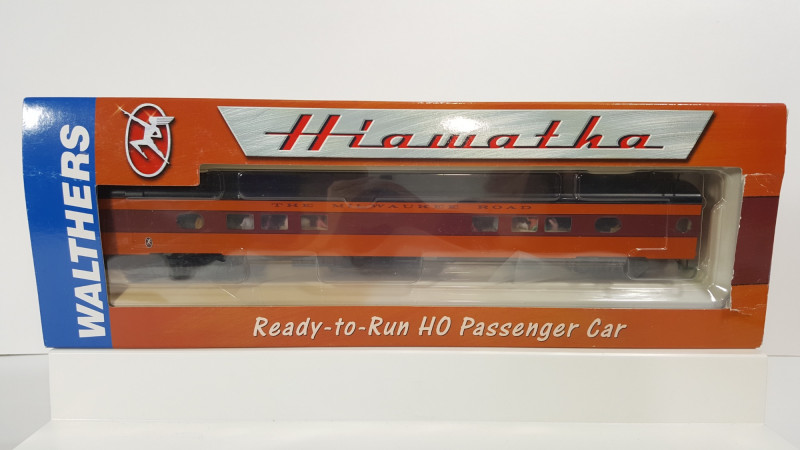 WALTHERS
Hiawatha
THE MILWAUKEE ROAD
Ready-to-Run HO Passenger Car